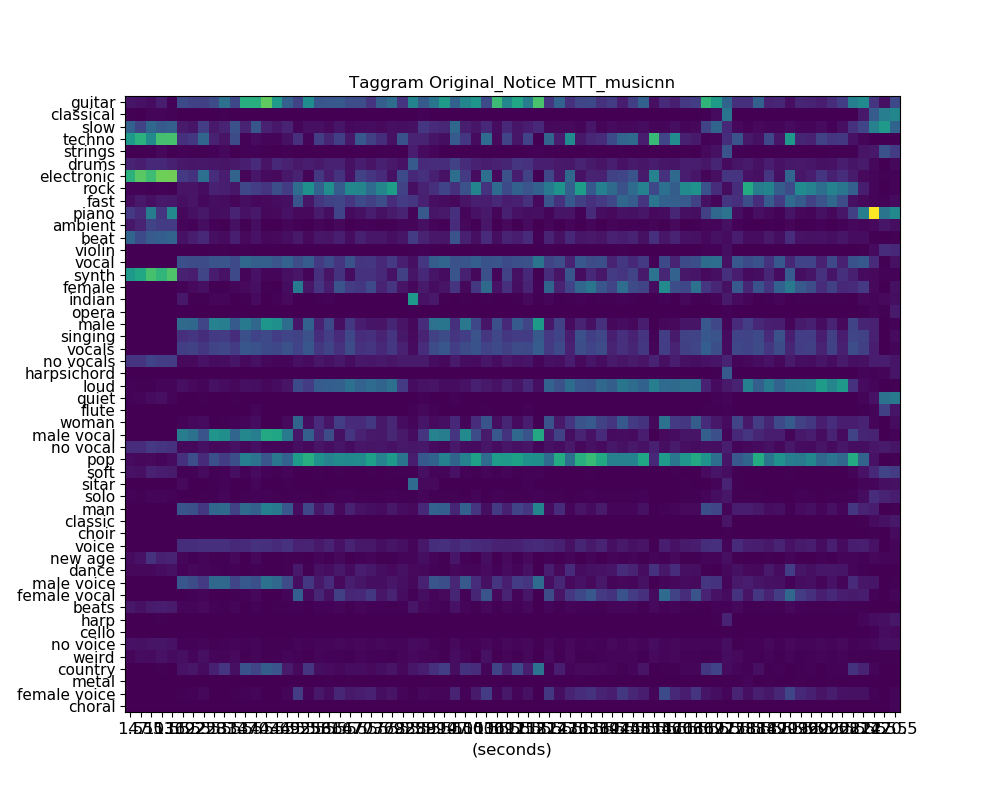 Taggram Original_Notice MTT_musicnn
guitar
classical
slow
techno
strings
drums
electronic
rock
fast
piano
ambient
beat
violin
vocal
synth
female
indian
opera
male
singing
vocals
no vocals
harpsichord
loud
quiet
flute
woman
male vocal
no vocal
pop
soft
sitar
solo
man
classic
choir
voice
new age
dance
male voice
female vocal
beats
harp
cello
no voice
weird
country
metal
female voice
choral
(seconds)